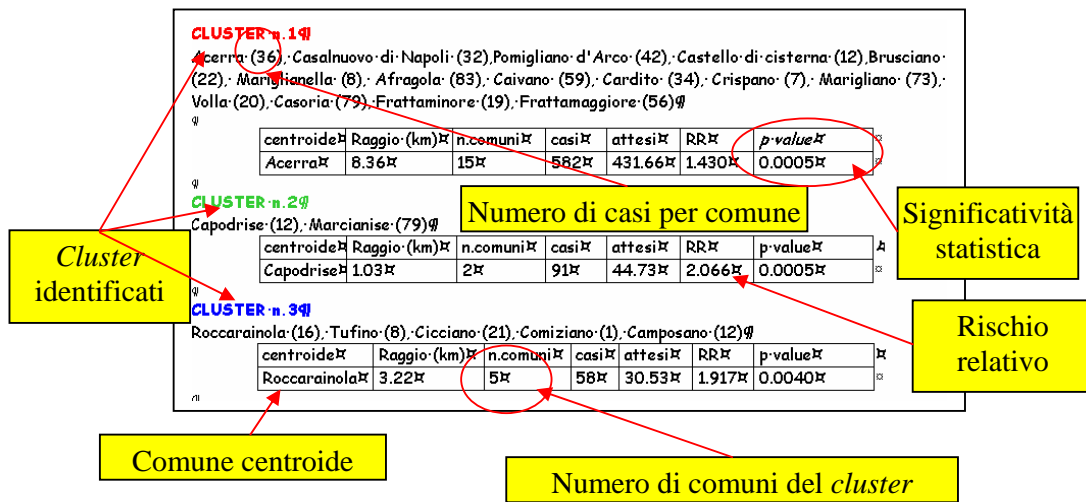 CLUSTER·n.1¶
Acerra·(36),·Casalnuovo·di·Napoli·(32),Pomigliano·d'Arco·(42),·Castello·di·cisterna·(12),Brusciano·
(22),·Mariglianella·(8),·Afragola·(83),·Caivano·(59),·Cardito·(34),·Crispano·(7),·Marigliano·(73),·
Volla·(20),·Casoria·(79),·Frattaminore·(19),·Frattamaggiore·(56)¶
¶
centroide¤ Raggio·(km)¤ n.comuni¤ casi¤ attesi¤ RR¤ p·value¤ ¤
Acerra¤ 8.36¤ 15¤ 582¤ 431.66¤ 1.430¤ 0.0005¤ ¤
¶
CLUSTER·n.2¶
Capodrise·(12),·Marcianise·(79)¶
centroide¤ Raggio·(km)¤ n.comuni¤ casi¤ attesi¤ RR¤ p·value¤ ¤
Capodrise¤ 1.03¤ 2¤ 91¤ 44.73¤ 2.066¤ 0.0005¤ ¤
¶
CLUSTER·n.3¶
Roccarainola·(16),·Tufino·(8),·Cicciano·(21),·Comiziano·(1),·Camposano·(12)¶
centroide¤ Raggio·(km)¤ n.comuni¤ casi¤ attesi¤ RR¤ p·value¤ ¤
Roccarainola¤ 3.22¤ 5¤ 58¤ 30.53¤ 1.917¤ 0.0040¤ ¤
¶
Numero di casi per comune
Significatività
statistica
Cluster
identificati
Rischio
relativo
Comune centroide
Numero di comuni del cluster